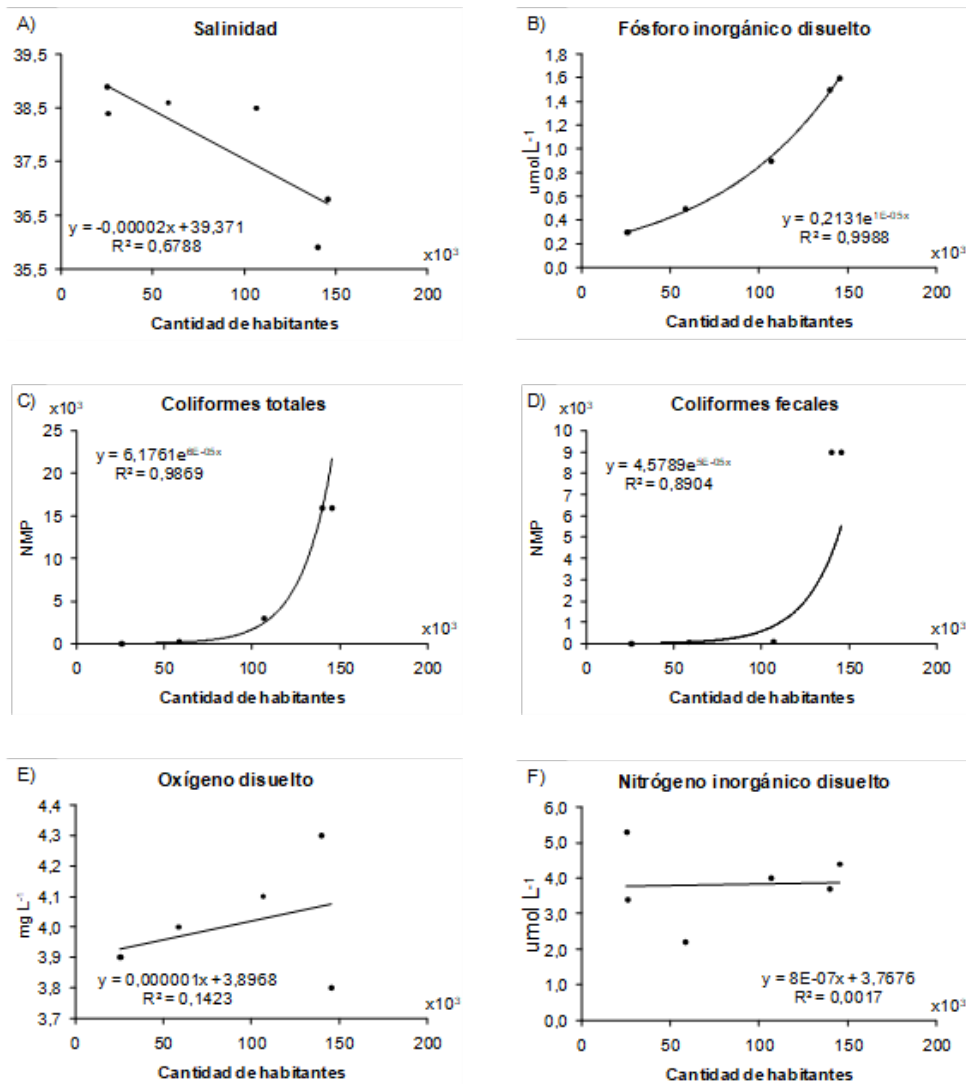 A)
Salinidad
39,5
38,5
37,5
36,5
35,5
y = -0,00002x + 39,371
R² = 0,6788
x10³
0 50 100 150 200
Cantidad de habitantes
B)
Fósforo inorgánico disuelto
umol L⁻¹
1,8
1,6
1,4
1,2
1,0
0,8
0,6
0,4
0,2
0,0
y = 0,2131e^1E-05x
R² = 0,9988
x10³
0 50 100 150 200
Cantidad de habitantes
C)
x10³
Coliformes totales
NMP
25
20
15
10
5
0
y = 6,1761e^6E-05x
R² = 0,9869
x10³
0 50 100 150 200
Cantidad de habitantes
D)
x10³
Coliformes fecales
NMP
10
9
8
7
6
5
4
3
2
1
0
y = 4,5789e^5E-05x
R² = 0,8904
x10³
0 50 100 150 200
Cantidad de habitantes
E)
Oxígeno disuelto
mg L⁻¹
4,4
4,3
4,2
4,1
4,0
3,9
3,8
3,7
y = 0,000001x + 3,8968
R² = 0,1423
x10³
0 50 100 150 200
Cantidad de habitantes
F)
Nitrógeno inorgánico disuelto
umol L⁻¹
6,0
5,0
4,0
3,0
2,0
1,0
0,0
y = 8E-07x + 3,7676
R² = 0,0017
x10³
0 50 100 150 200
Cantidad de habitantes